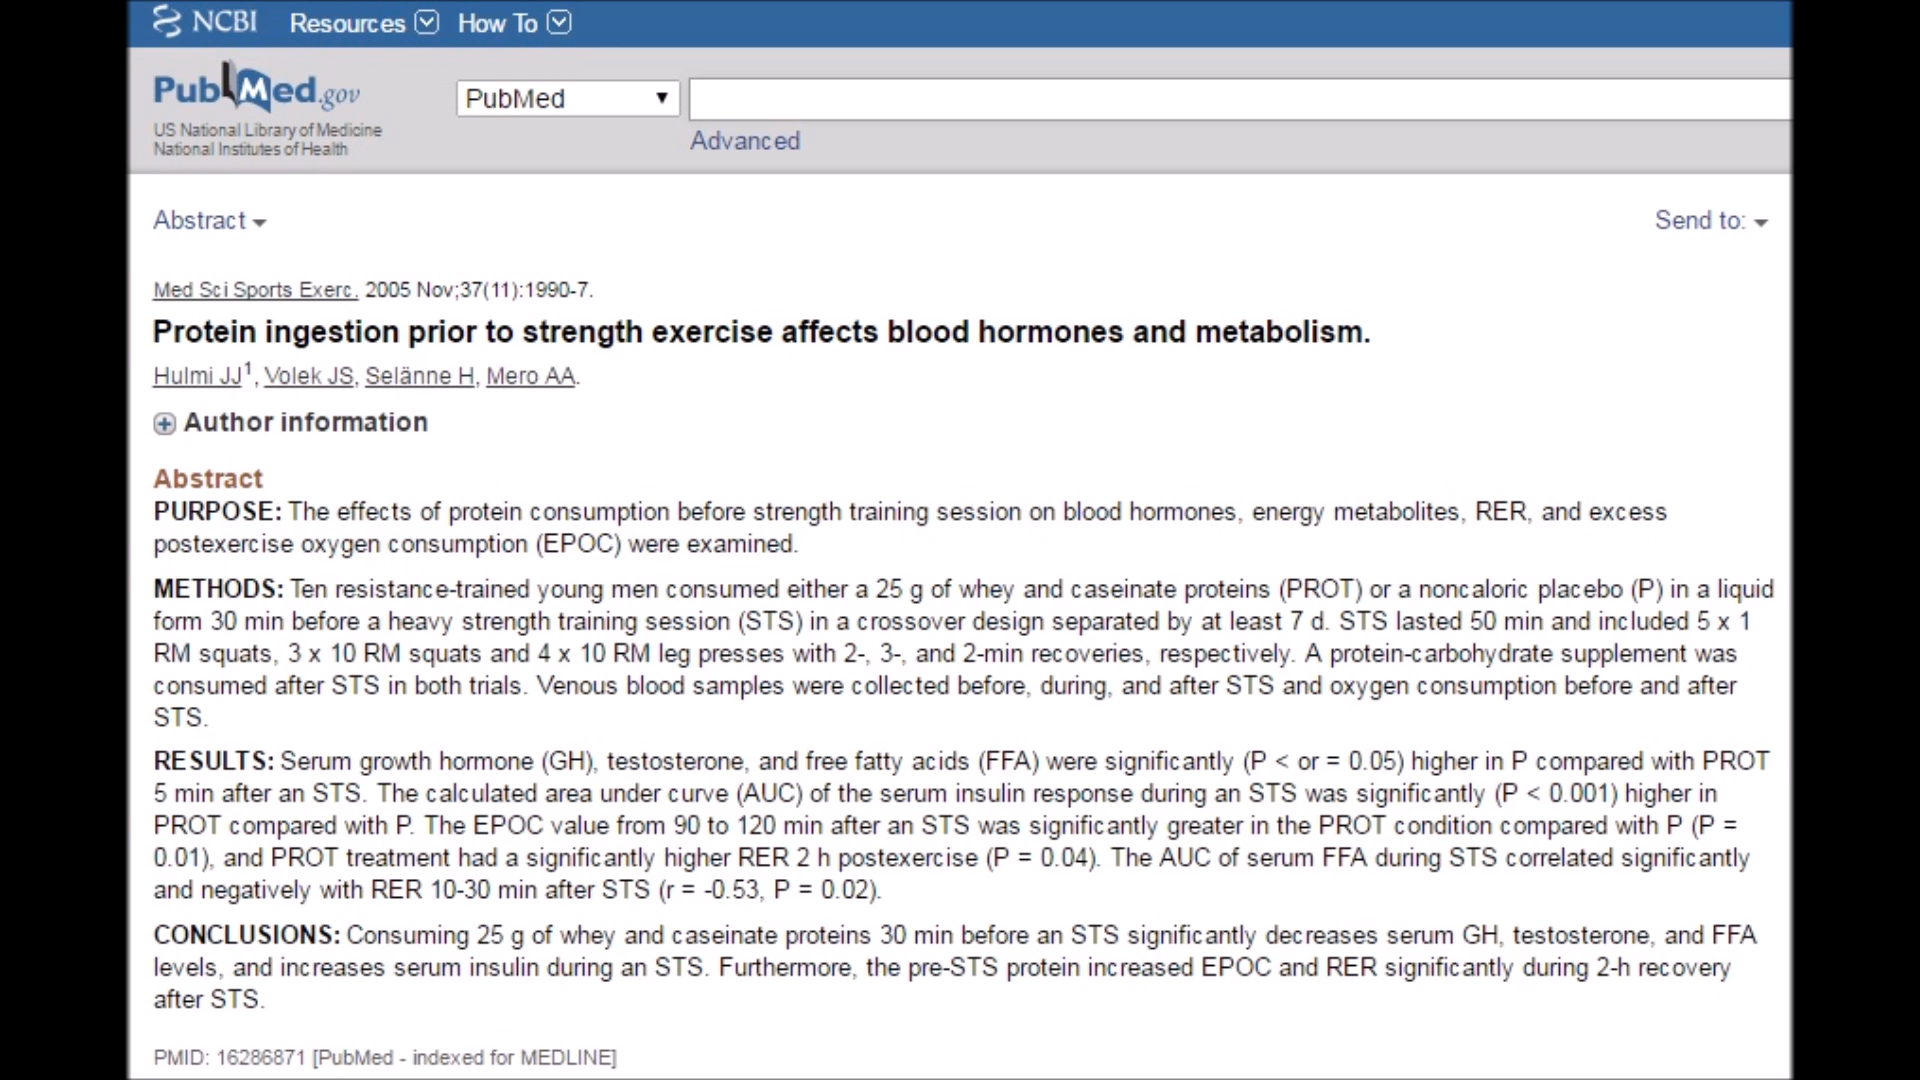 NCBI Resources How To
PubMed.gov
US National Library of Medicine
National Institutes of Health
PubMed
Advanced
Abstract
Send to:
Med Sci Sports Exerc. 2005 Nov;37(11):1990-7.
Protein ingestion prior to strength exercise affects blood hormones and metabolism.
Hulmi JJ1, Volek JS, Selänne H, Mero AA.
Author information
Abstract
PURPOSE: The effects of protein consumption before strength training session on blood hormones, energy metabolites, RER, and excess
postexercise oxygen consumption (EPOC) were examined.
METHODS: Ten resistance-trained young men consumed either a 25 g of whey and caseinate proteins (PROT) or a noncaloric placebo (P) in a liquid
form 30 min before a heavy strength training session (STS) in a crossover design separated by at least 7 d. STS lasted 50 min and included 5 x 1
RM squats, 3 x 10 RM squats and 4 x 10 RM leg presses with 2-, 3-, and 2-min recoveries, respectively. A protein-carbohydrate supplement was
consumed after STS in both trials. Venous blood samples were collected before, during, and after STS and oxygen consumption before and after
STS.
RESULTS: Serum growth hormone (GH), testosterone, and free fatty acids (FFA) were significantly (P < or = 0.05) higher in P compared with PROT
5 min after an STS. The calculated area under curve (AUC) of the serum insulin response during an STS was significantly (P < 0.001) higher in
PROT compared with P. The EPOC value from 90 to 120 min after an STS was significantly greater in the PROT condition compared with P (P =
0.01), and PROT treatment had a significantly higher RER 2 h postexercise (P = 0.04). The AUC of serum FFA during STS correlated significantly
and negatively with RER 10-30 min after STS (r = -0.53, P = 0.02).
CONCLUSIONS: Consuming 25 g of whey and caseinate proteins 30 min before an STS significantly decreases serum GH, testosterone, and FFA
levels, and increases serum insulin during an STS. Furthermore, the pre-STS protein increased EPOC and RER significantly during 2-h recovery
after STS.
PMID: 16286871 [PubMed - indexed for MEDLINE]